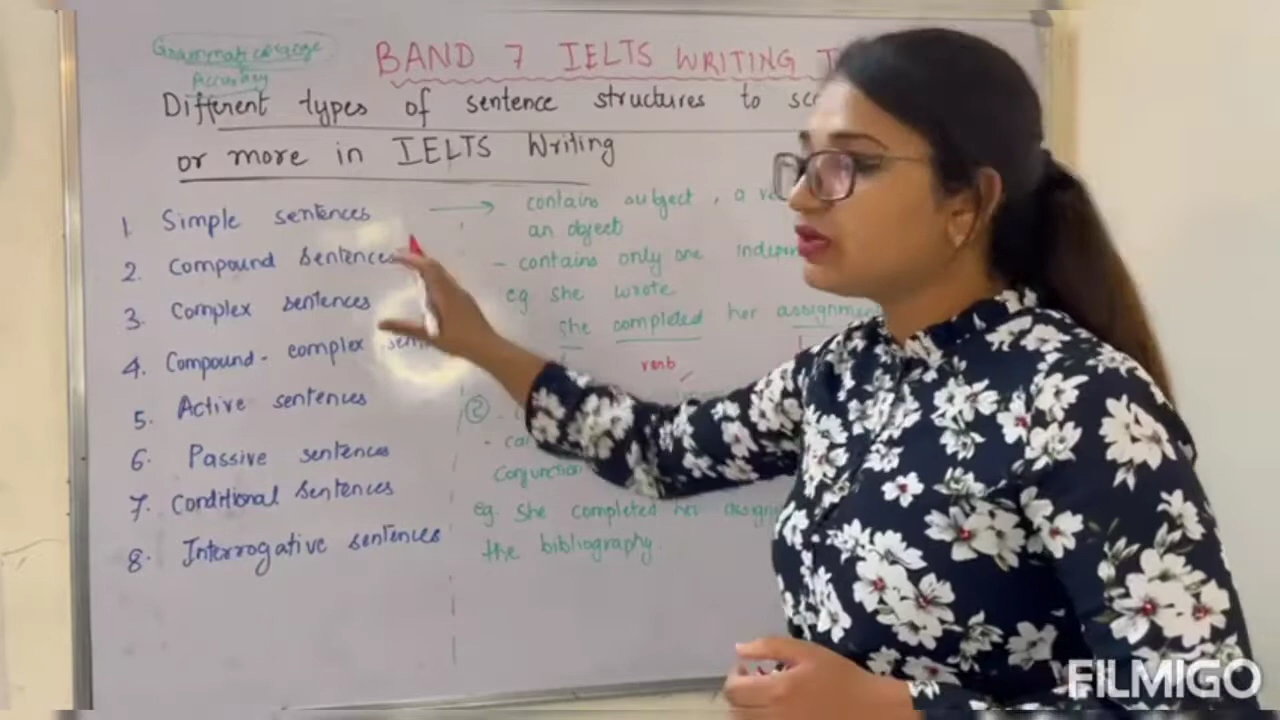 Grammatical range
&
Accuracy
BAND 7 IELTS WRITING
Different types of sentence structures to
or more in IELTS Writing
1. Simple sentences
2. Compound sentences
3. Complex sentences
4. Compound-complex
5. Active sentences
6. Passive sentences
7. Conditional sentences
8. Interrogative sentences
→ contains subject, a
an object
- contains only one
eg. she wrote
she completed her assignment
verb
②
conjunction
eg. She completed her
the bibliography.
FILMIGO